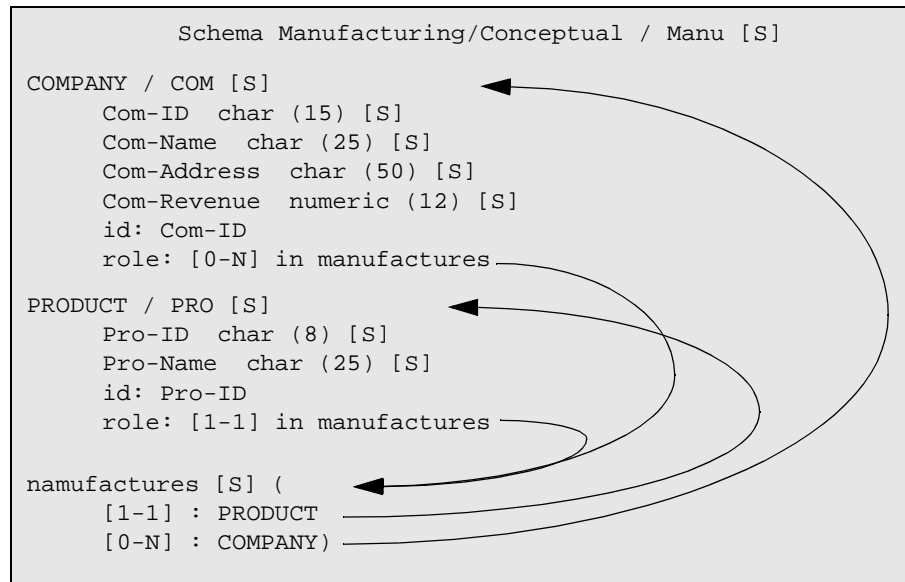 Schema Manufacturing/Conceptual / Manu [S]
COMPANY / COM [S]
Com-ID char (15) [S]
Com-Name char (25) [S]
Com-Address char (50) [S]
Com-Revenue numeric (12) [S]
id: Com-ID
role: [0-N] in manufactures
PRODUCT / PRO [S]
Pro-ID char (8) [S]
Pro-Name char (25) [S]
id: Pro-ID
role: [1-1] in manufactures
namufactures [S] (
[1-1] : PRODUCT
[0-N] : COMPANY)